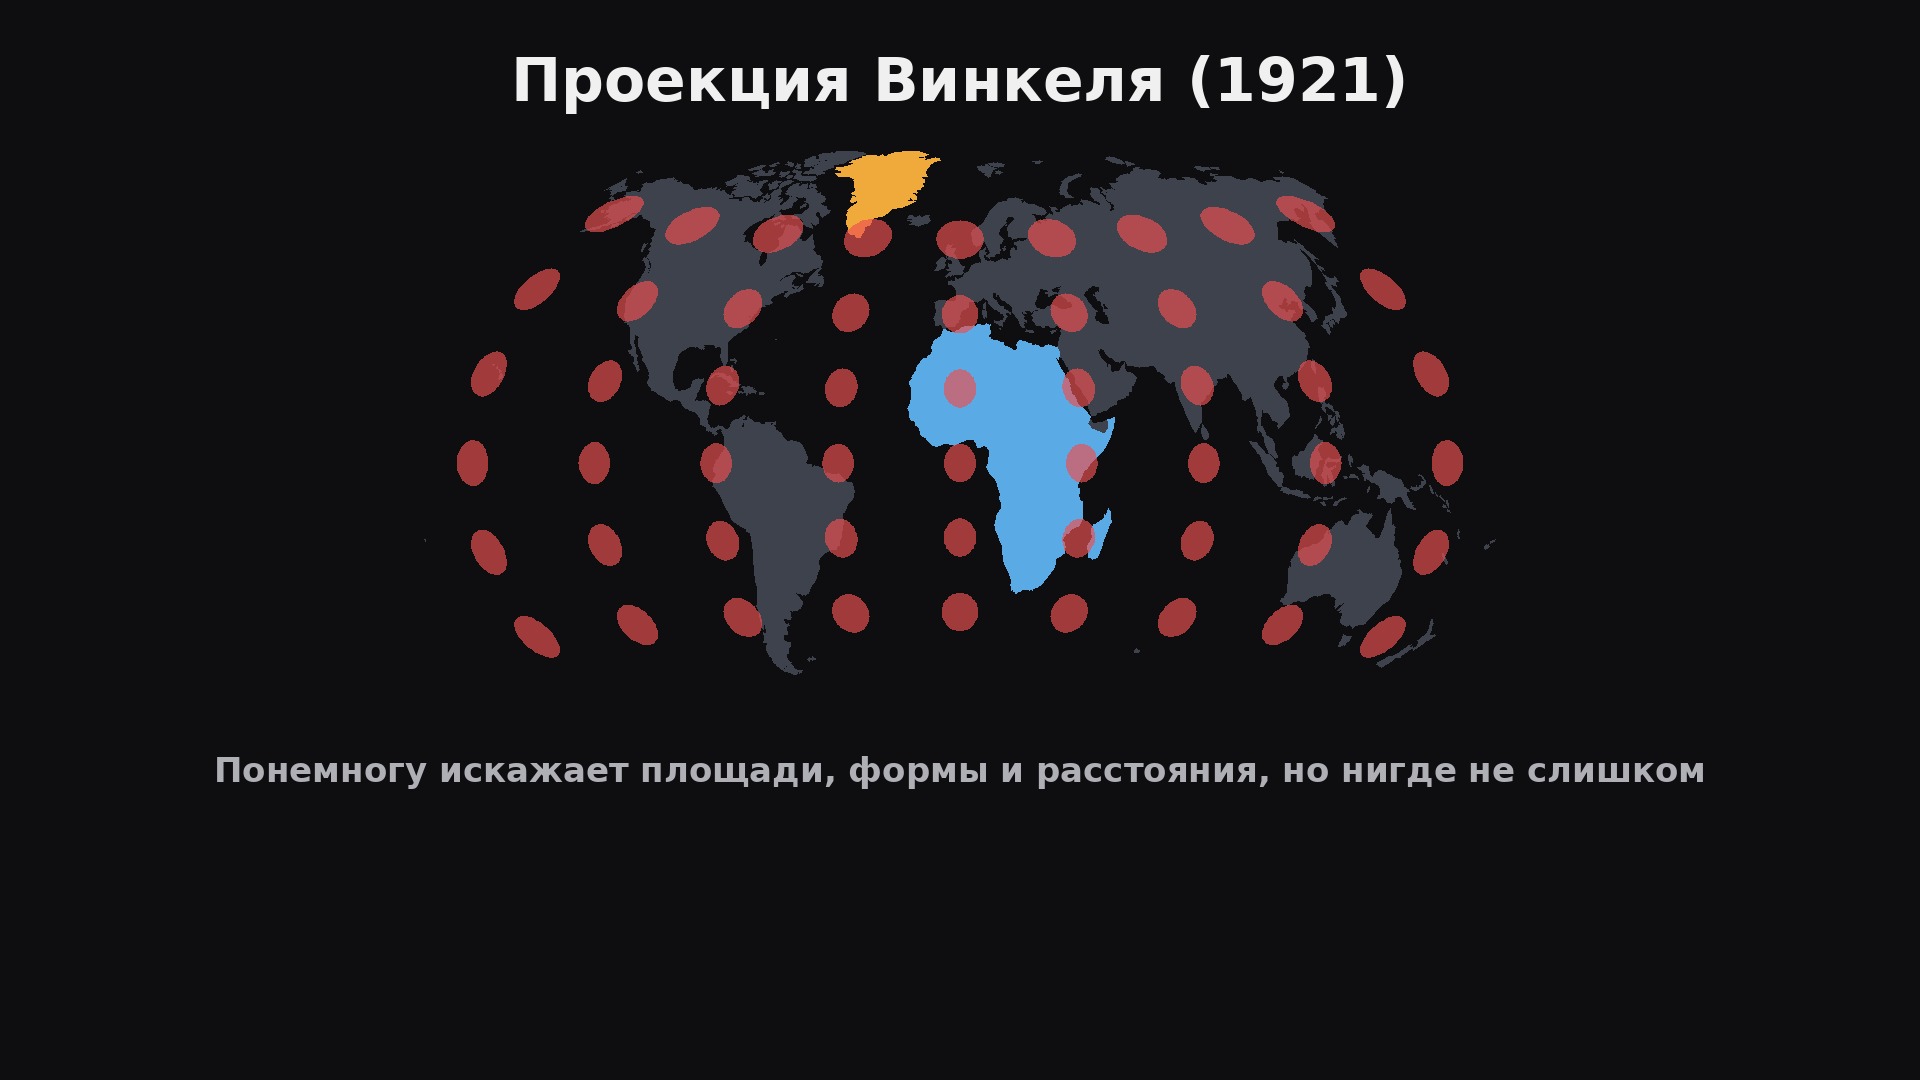 Проекция Винкеля (1921)
Понемногу искажает площади, формы и расстояния, но нигде не слишком